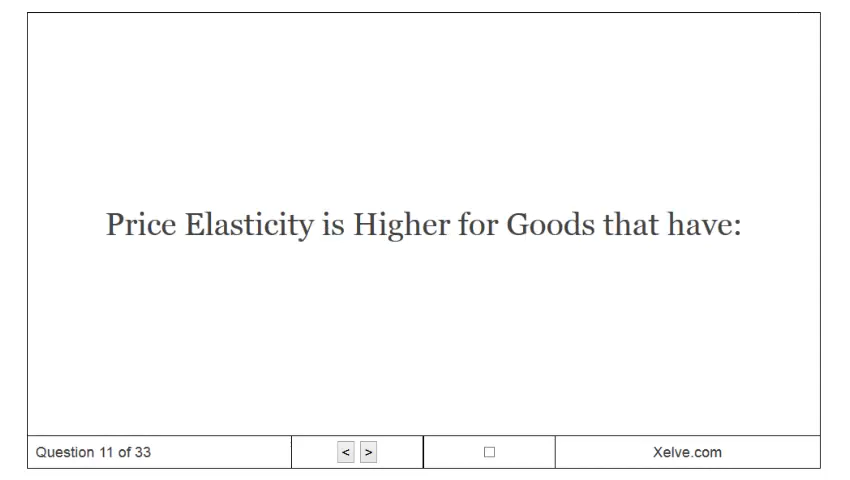 Price Elasticity is Higher for Goods that have:
Question 11 of 33
< >
Xelve.com